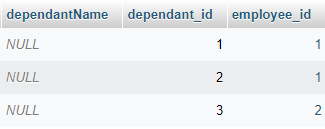 dependantName dependant_id employee_id
NULL 1 1
NULL 2 1
NULL 3 2